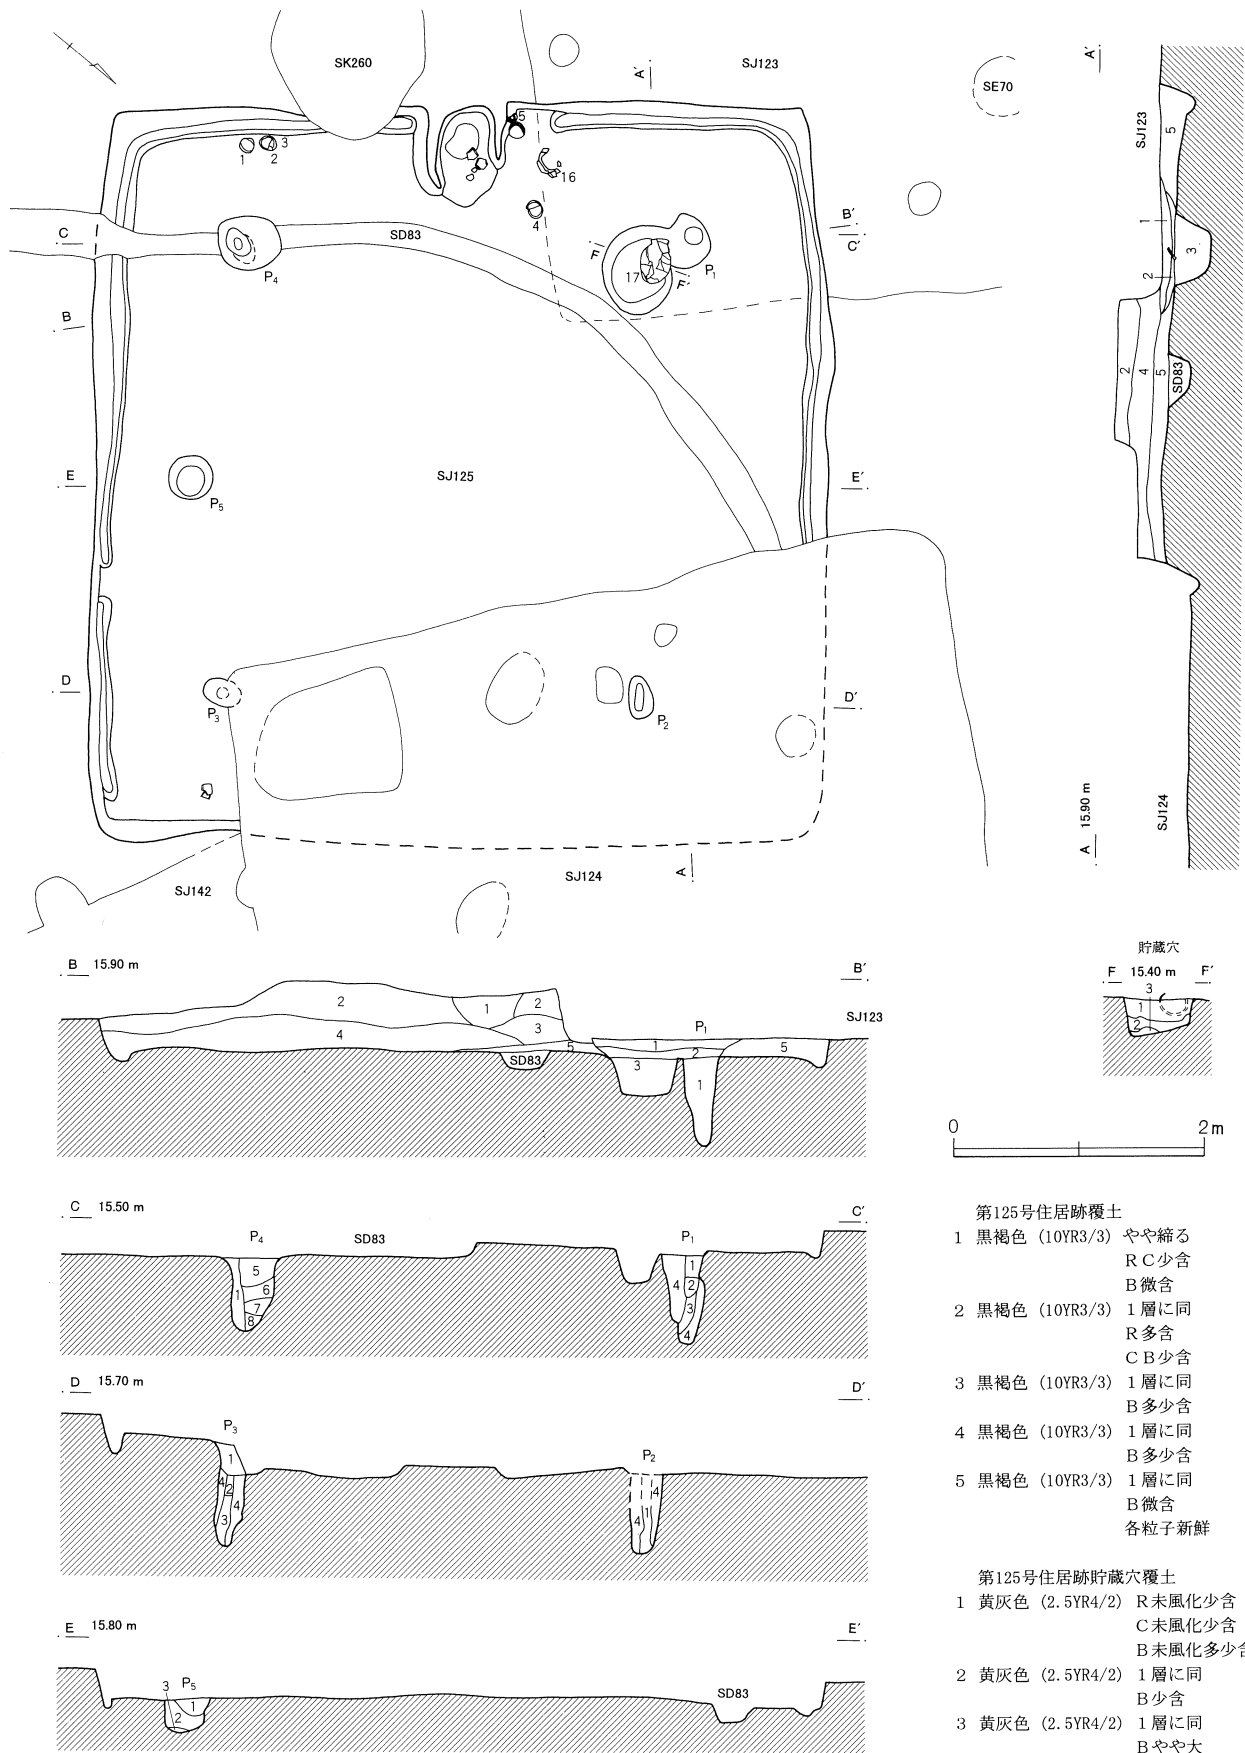 SK260
SJ123
SE70
A′
A′
5
1
2
3
16
4
SJ123
5
C
SD83
B′
C′
P4
F
17
F′
P1
1
2
3
B
2
4
5
SD83
E
SJ125
E′
P5
D
P3
P2
D′
A 15.90 m
SJ124
SJ142
SJ124
A
B 15.90 m
B′
2
1
2
4
3
5
SD83
P1
1
2
5
3
1
SJ123
貯蔵穴
F 15.40 m F′
3
1
2
0 2m
C 15.50 m
C′
P4
SD83
P1
5
1
6
7
8
1
4
2
3
4
D 15.70 m
D′
P3
P2
1
4
2
4
3
4
1
4
E 15.80 m
E′
3
P5
1
2
SD83
第125号住居跡覆土
1 黒褐色 (10YR3/3) やや締る
RC少含
B微含
2 黒褐色 (10YR3/3) 1層に同
R多含
CB少含
3 黒褐色 (10YR3/3) 1層に同
B多少含
4 黒褐色 (10YR3/3) 1層に同
B多少含
5 黒褐色 (10YR3/3) 1層に同
B微含
各粒子新鮮
第125号住居跡貯蔵穴覆土
1 黄灰色 (2.5YR4/2) R未風化少含
C未風化少含
B未風化多少含
2 黄灰色 (2.5YR4/2) 1層に同
B少含
3 黄灰色 (2.5YR4/2) 1層に同
Bやや大